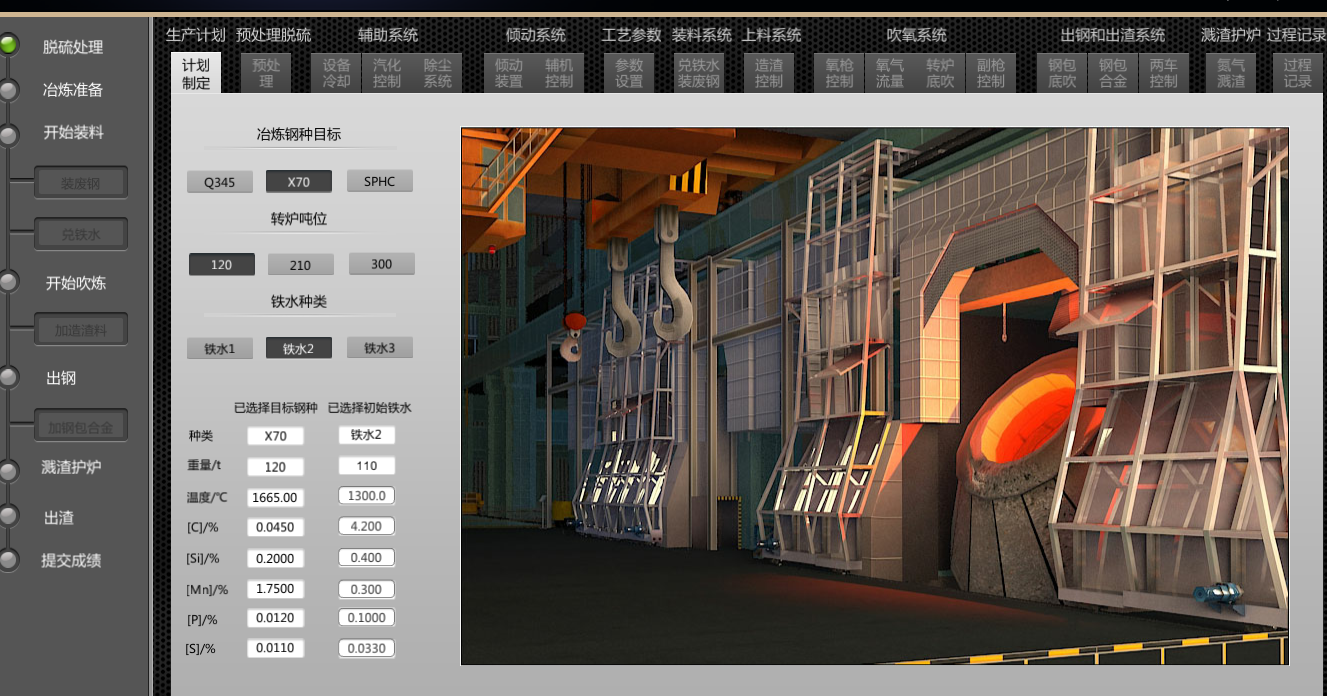 生产计划 预处理脱硫 辅助系统 倾动系统 工艺参数 装料系统 上料系统 吹氧系统 出钢和出渣系统 溅渣护炉 过程记录
计划 预处 设备 汽化 除尘 倾动 辅机 参数 兑铁水 造渣 氧枪 氧气 转炉 副枪 钢包 钢包 两车 氮气 过程
制定 理 冷却 控制 系统 装置 控制 设置 装废钢 控制 控制 流量 底吹 控制 底吹 合金 控制 溅渣 记录
脱硫处理
冶炼准备
开始装料
装废钢
兑铁水
开始吹炼
加造渣料
出钢
加钢包合金
溅渣护炉
出渣
提交成绩
冶炼钢种目标
Q345 X70 SPHC
转炉吨位
120 210 300
铁水种类
铁水1 铁水2 铁水3
已选择目标钢种 已选择初始铁水
种类 X70 铁水2
重量/t 120 110
温度/℃ 1665.00 1300.0
[C]/% 0.0450 4.200
[Si]/% 0.2000 0.400
[Mn]/% 1.7500 0.300
[P]/% 0.0120 0.1000
[S]/% 0.0110 0.0330